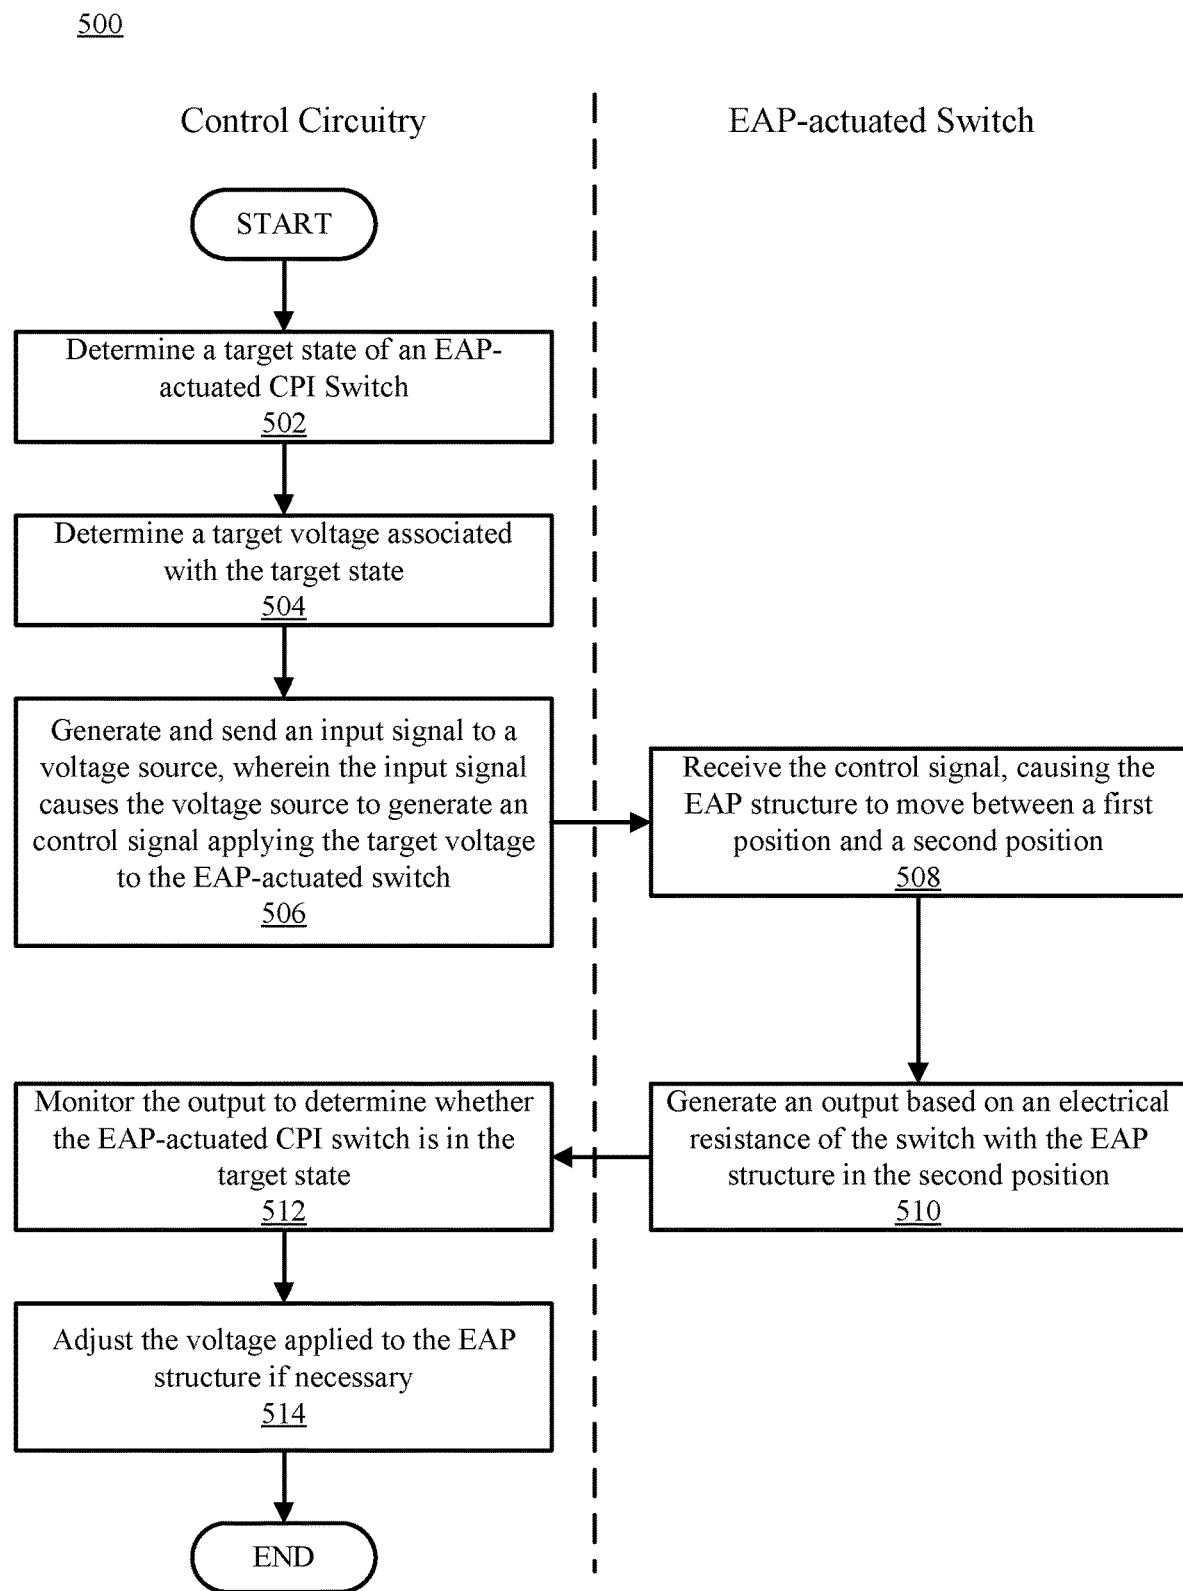 500
Control Circuitry
EAP-actuated Switch
START
Determine a target state of an EAP-
actuated CPI Switch
502
Determine a target voltage associated
with the target state
504
Generate and send an input signal to a
voltage source, wherein the input signal
causes the voltage source to generate an
control signal applying the target voltage
to the EAP-actuated switch
506
Receive the control signal, causing the
EAP structure to move between a first
position and a second position
508
Generate an output based on an electrical
resistance of the switch with the EAP
structure in the second position
510
Monitor the output to determine whether
the EAP-actuated CPI switch is in the
target state
512
Adjust the voltage applied to the EAP
structure if necessary
514
END